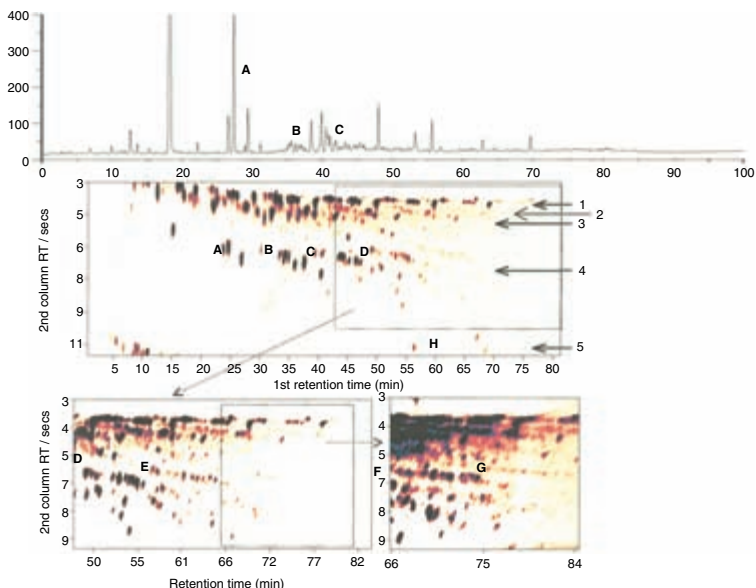 400
300
200
100
0
A
B
C
0 10 20 30 40 50 60 70 80 90 100
2nd column RT / secs
3
5
6
8
9
11
A B C D
H
1
2
3
4
5
5 10 15 20 25 30 35 40 45 50 55 60 65 70 75 80
1st retention time (min)
2nd column RT / secs
3
4
5
7
8
9
D
E
50 55 61 66 72 77 82
Retention time (min)
3
4
5
7
8
9
F
G
66 75 84